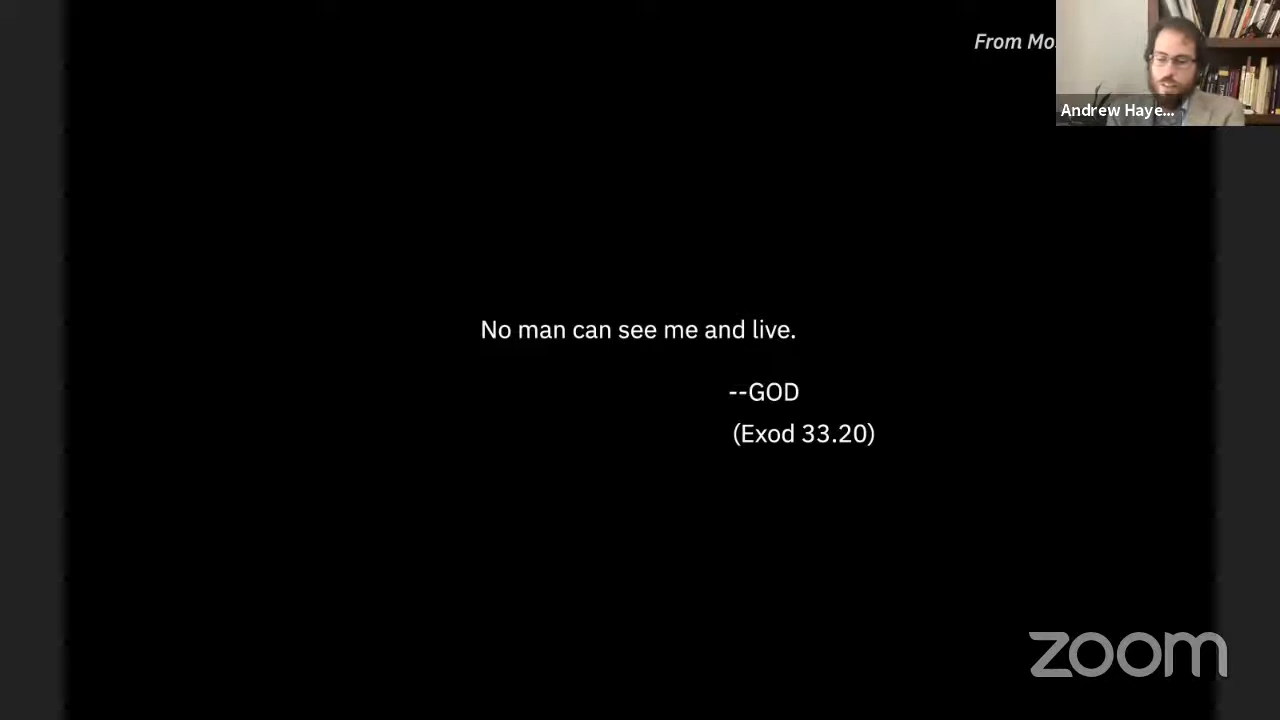 From Mo
Andrew Haye...
No man can see me and live.
--GOD
(Exod 33.20)
zoom